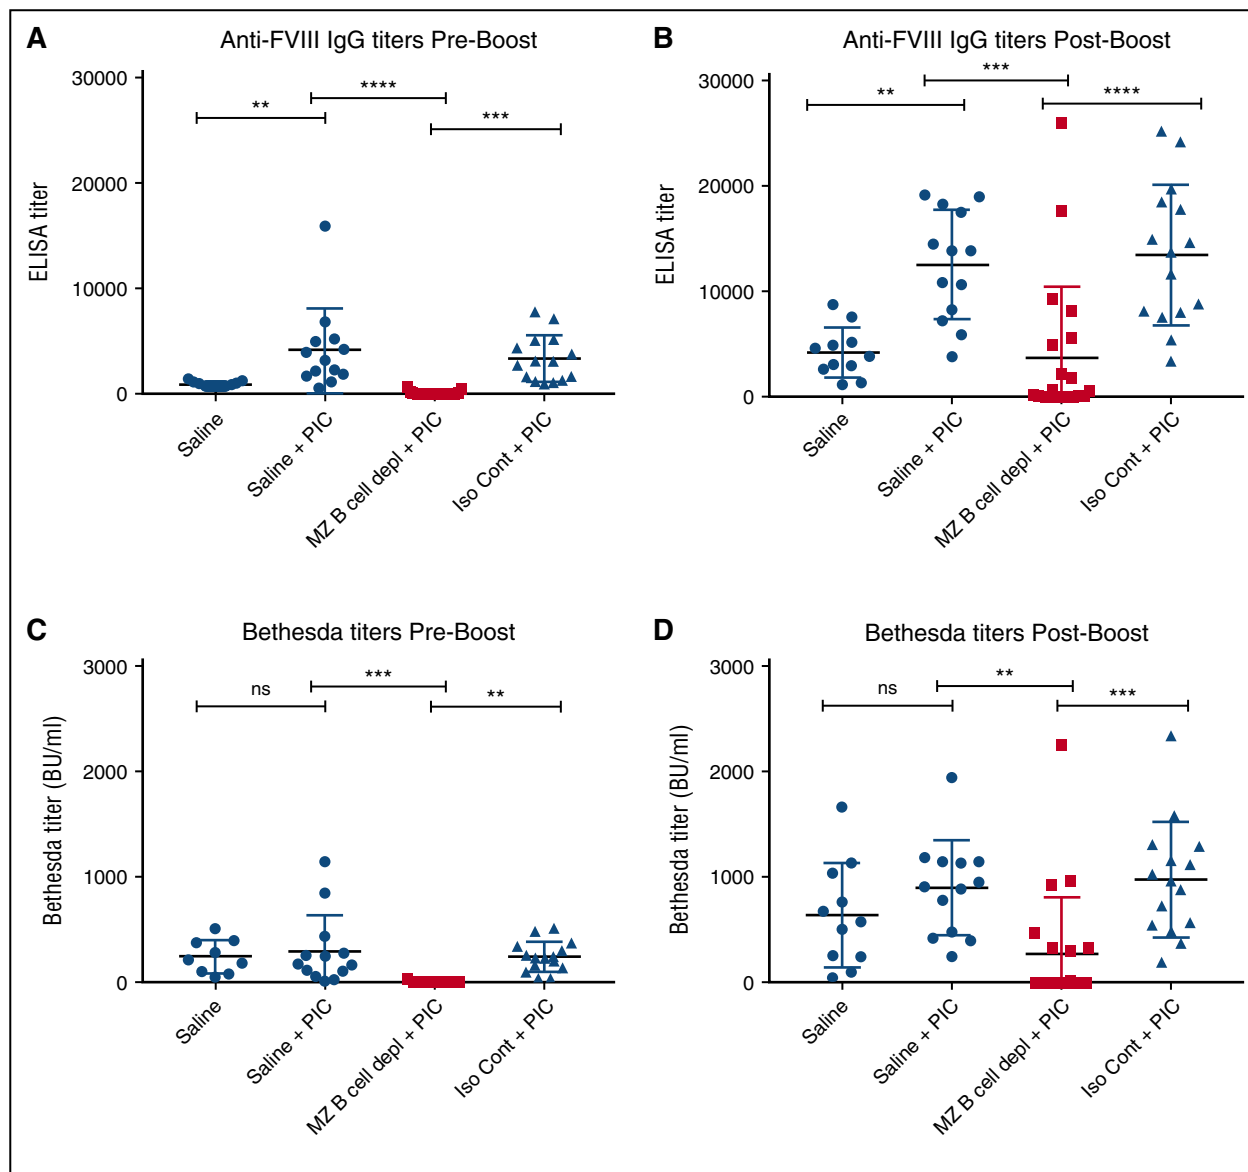 A
Anti-FVIII IgG titers Pre-Boost
ELISA titer
30000
20000
10000
0
**
****
***
Saline
Saline + PIC
MZ B cell depl + PIC
Iso Cont + PIC
B
Anti-FVIII IgG titers Post-Boost
ELISA titer
30000
20000
10000
0
**
***
****
Saline
Saline + PIC
MZ B cell depl + PIC
Iso Cont + PIC
C
Bethesda titers Pre-Boost
Bethesda titer (BU/ml)
3000
2000
1000
0
ns
***
**
Saline
Saline + PIC
MZ B cell depl + PIC
Iso Cont + PIC
D
Bethesda titers Post-Boost
Bethesda titer (BU/ml)
3000
2000
1000
0
ns
**
***
Saline
Saline + PIC
MZ B cell depl + PIC
Iso Cont + PIC